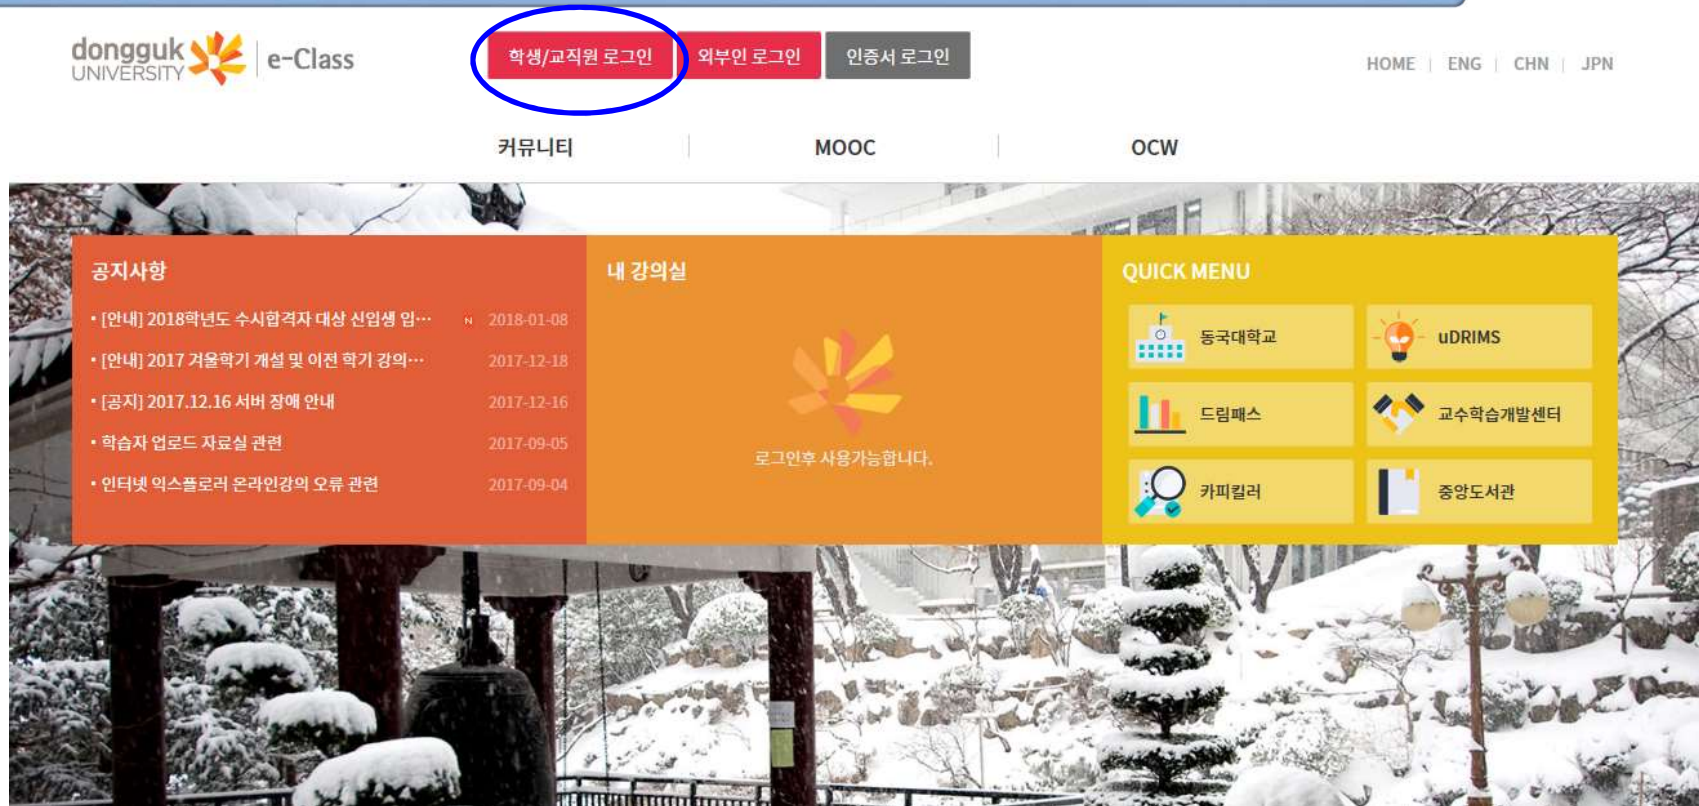 dongguk
UNIVERSITY
e-Class
학생/교직원 로그인
외부인 로그인
인증서 로그인
HOME | ENG | CHN | JPN
커뮤니티
MOOC
OCW
공지사항
• [안내] 2018학년도 수시합격자 대상 신입생 입… N 2018-01-08
• [안내] 2017 겨울학기 개설 및 이전 학기 강의… 2017-12-18
• [공지] 2017.12.16 서버 장애 안내 2017-12-16
• 학습자 업로드 자료실 관련 2017-09-05
• 인터넷 익스플로러 온라인강의 오류 관련 2017-09-04
내 강의실
로그인후 사용가능합니다.
QUICK MENU
동국대학교
uDRIMS
드림패스
교수학습개발센터
카피킬러
중앙도서관